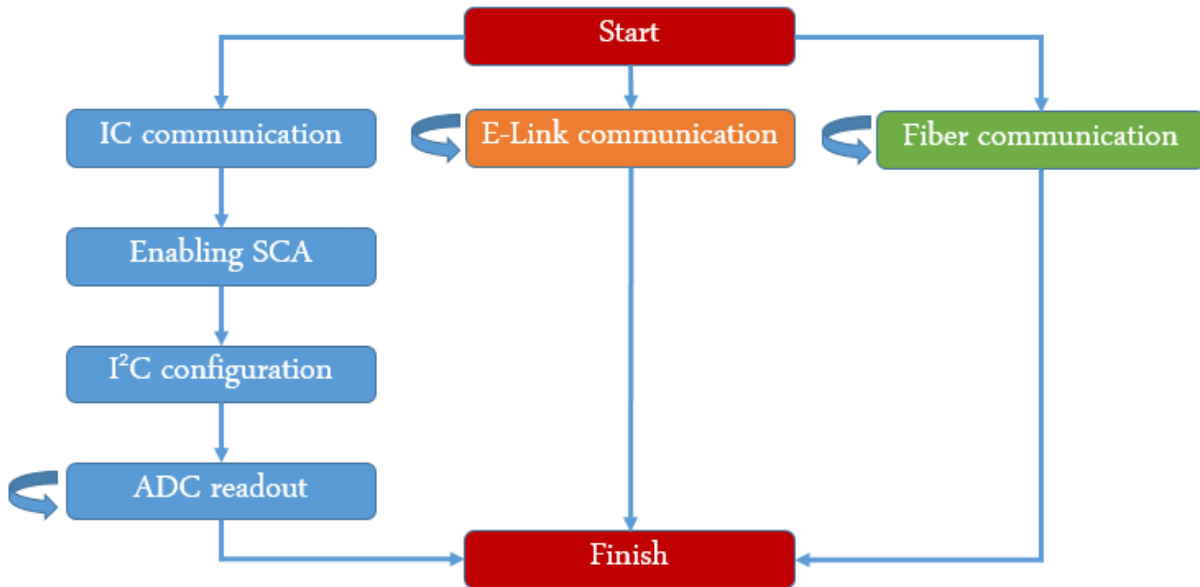 Start
IC communication
E-Link communication
Fiber communication
Enabling SCA
I²C configuration
ADC readout
Finish